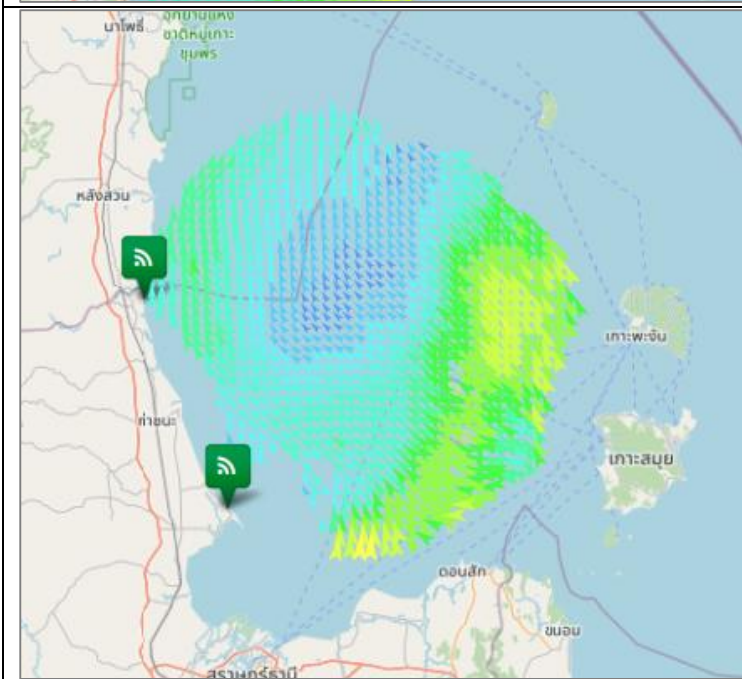 นาโพธิ์
อุทยานแห่ง
ชาติหมู่เกาะ
ชุมพร
หลังสวน
ท่าชนะ
เกาะพะงัน
เกาะสมุย
ดอนสัก
ขนอม
สุราษฎร์ธานี